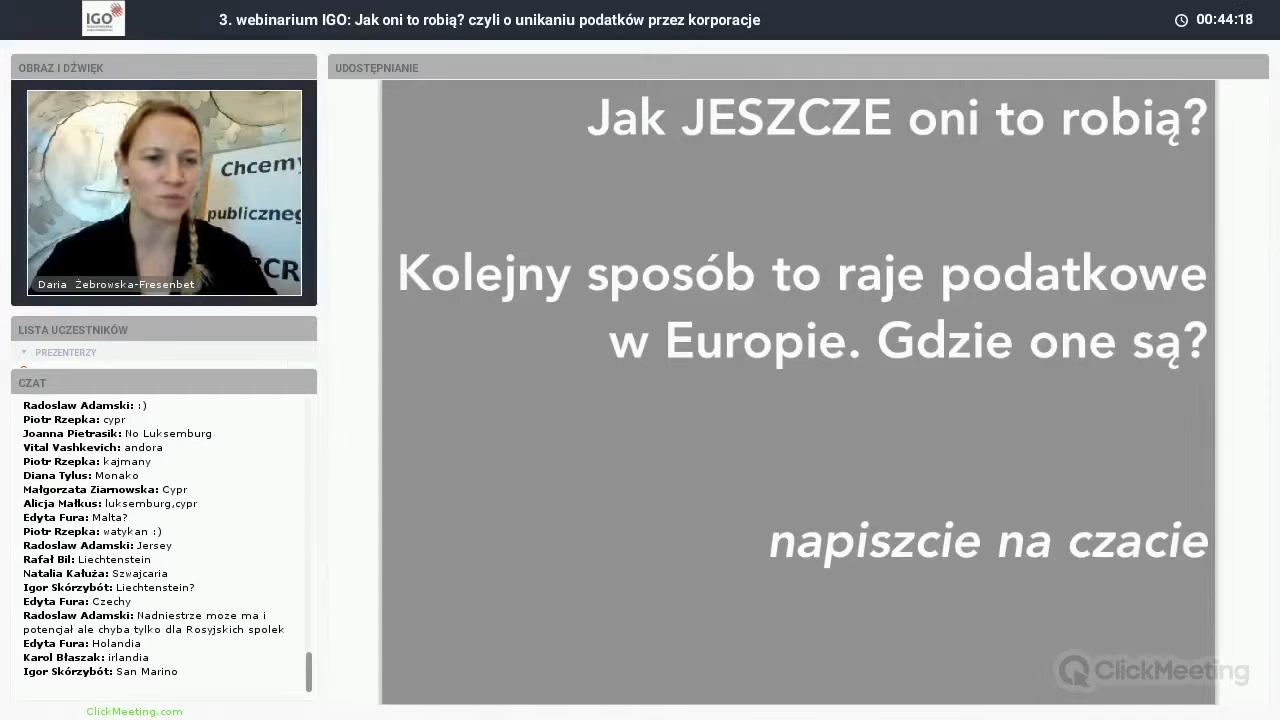 IGO
3. webinarium IGO: Jak oni to robią? czyli o unikaniu podatków przez korporacje
00:44:18
OBRAZ I DŹWIĘK
Chcemy
publiczneg
BCR
Daria Żebrowska-Fresenbet
LISTA UCZESTNIKÓW
PREZENTERZY
CZAT
Radoslaw Adamski: :)
Piotr Rzepka: cypr
Joanna Pietrasik: No Luksemburg
Vital Vashkevich: andora
Piotr Rzepka: kajmany
Diana Tylus: Monako
Małgorzata Ziarnowska: Cypr
Alicja Małkus: luksemburg,cypr
Edyta Fura: Malta?
Piotr Rzepka: watykan :)
Radoslaw Adamski: Jersey
Rafał Bil: Liechtenstein
Natalia Kałuża: Szwajcaria
Igor Skórzybót: Liechtenstein?
Edyta Fura: Czechy
Radoslaw Adamski: Nadniestrze moze ma i
potencjał ale chyba tylko dla Rosyjskich spolek
Edyta Fura: Holandia
Karol Błaszak: irlandia
Igor Skórzybót: San Marino
ClickMeeting.com
UDOSTĘPNIANIE
Jak JESZCZE oni to robią?
Kolejny sposób to raje podatkowe
w Europie. Gdzie one są?
napiszcie na czacie
ClickMeeting